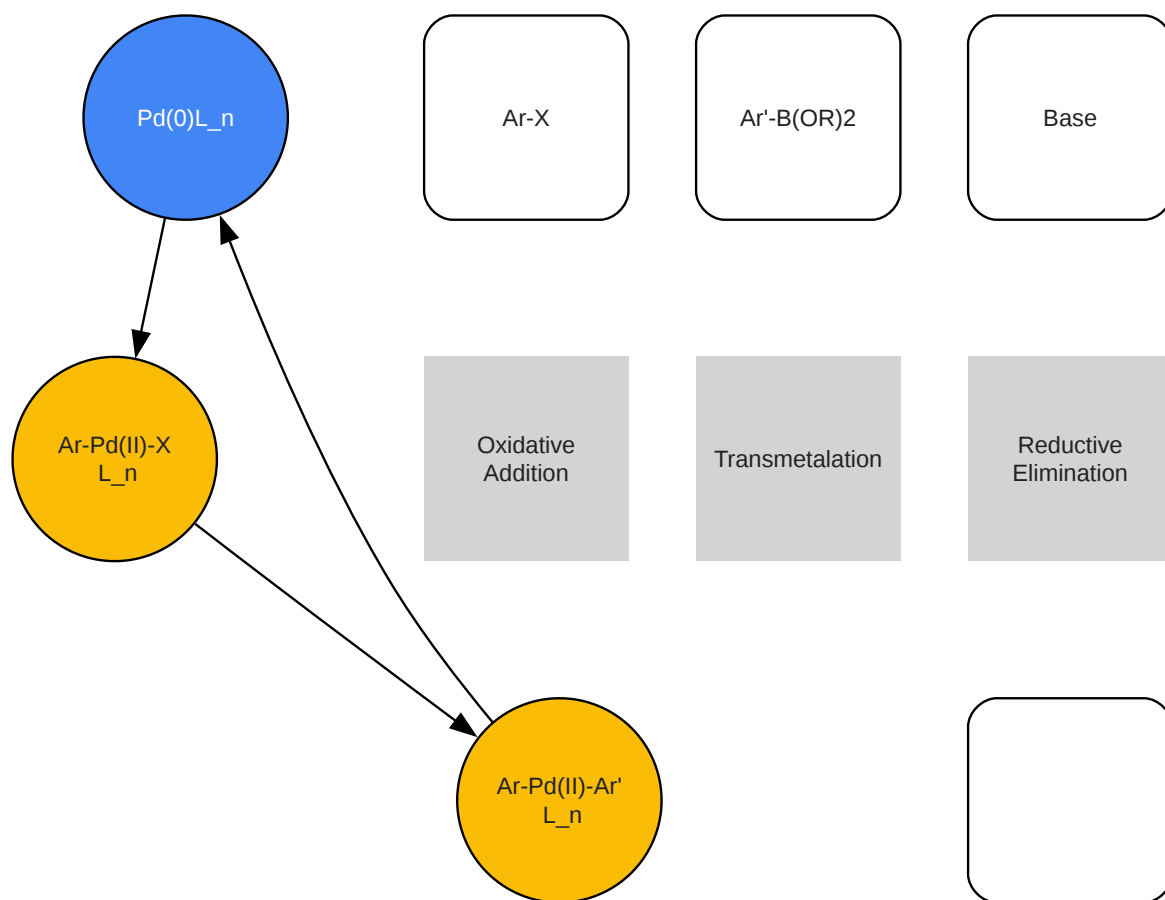 Pd(0)L_n
Ar-X
Ar'-B(OR)2
Base
Ar-Pd(II)-X
L_n
Oxidative
Addition
Transmetalation
Reductive
Elimination
Ar-Pd(II)-Ar'
L_n